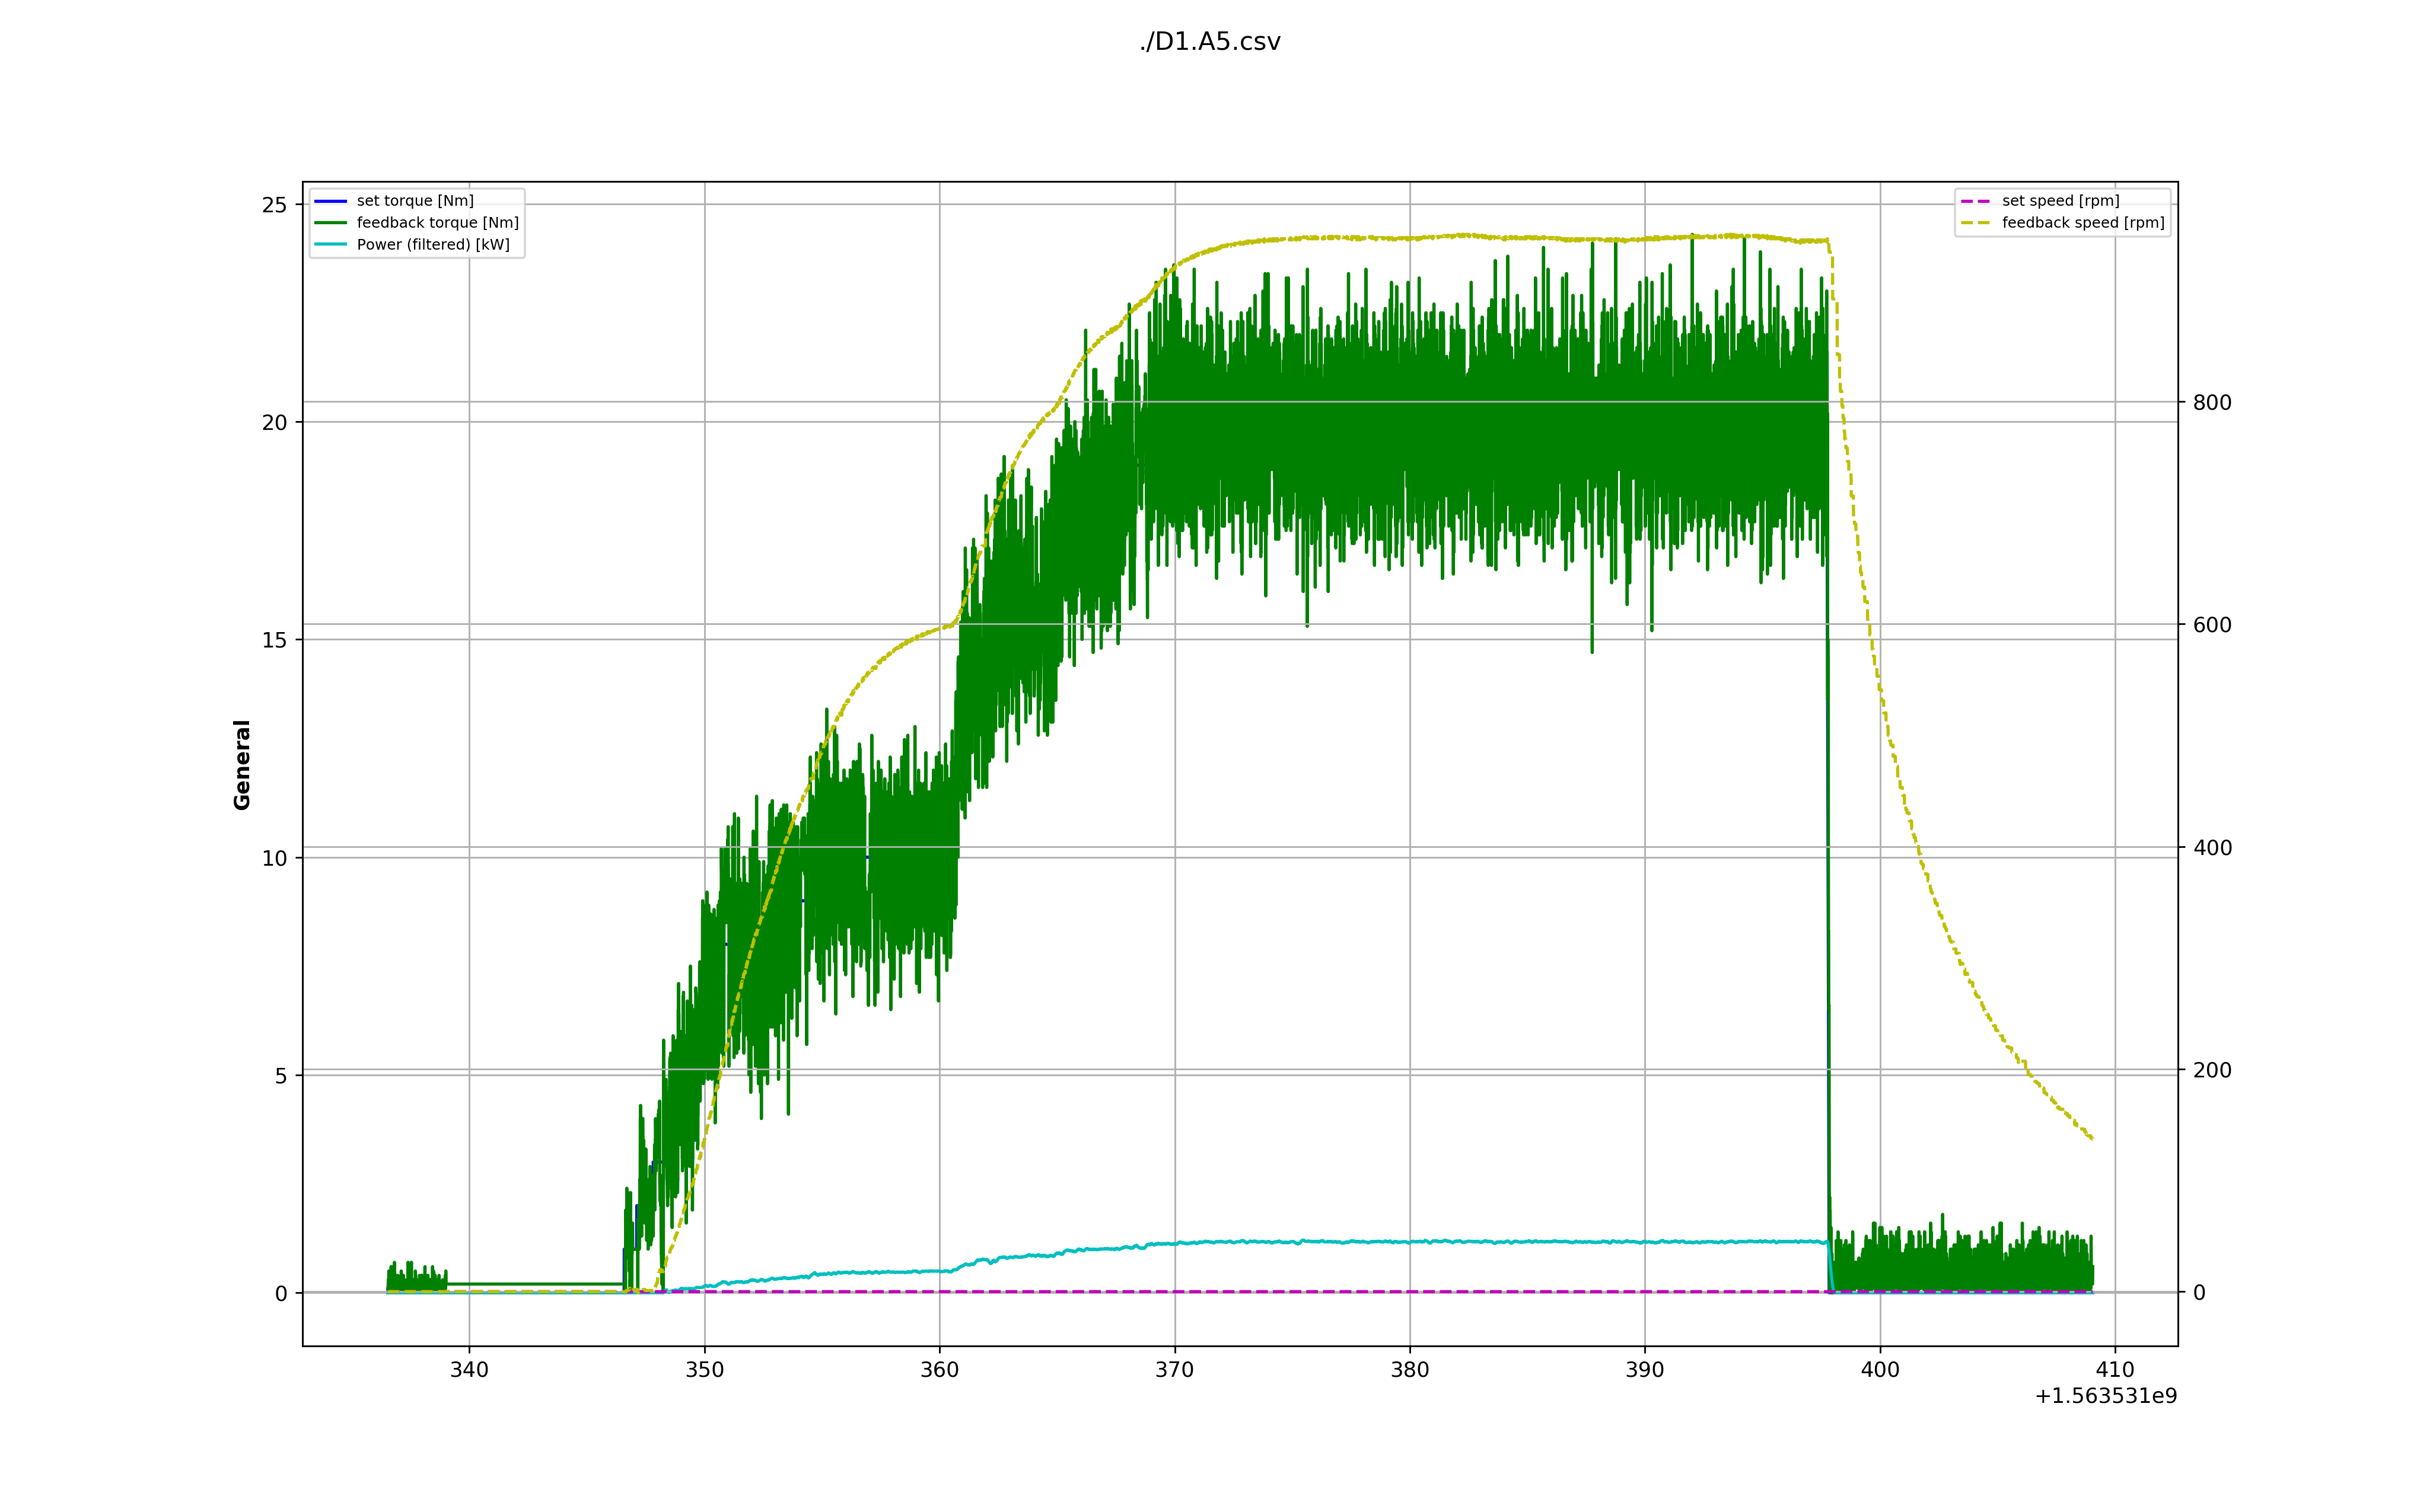 ./D1.A5.csv
set torque [Nm]
feedback torque [Nm]
Power (filtered) [kW]
set speed [rpm]
feedback speed [rpm]
25
20
15
10
5
0
800
600
400
200
0
General
340 350 360 370 380 390 400 410
+1.563531e9